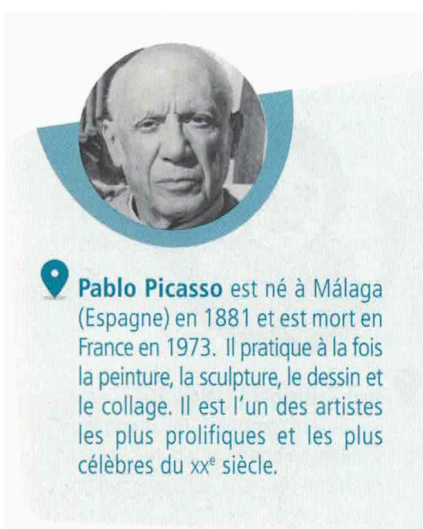 Pablo Picasso est né à Málaga
(Espagne) en 1881 et est mort en
France en 1973. Il pratique à la fois
la peinture, la sculpture, le dessin et
le collage. Il est l'un des artistes
les plus prolifiques et les plus
célèbres du XXe siècle.